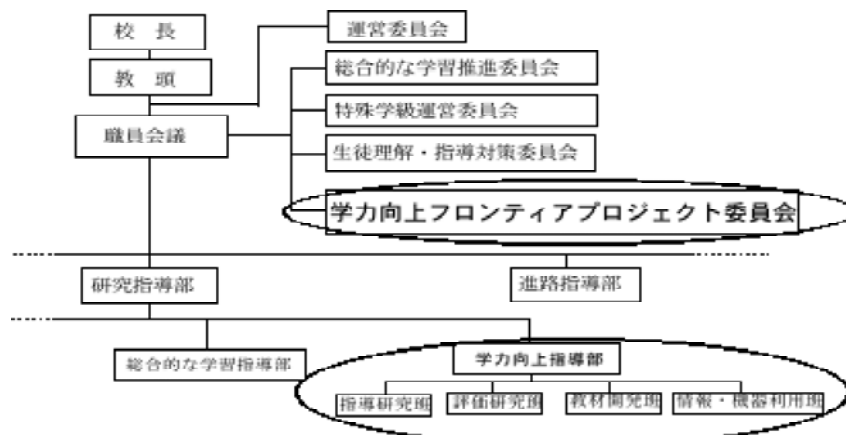 校 長
運営委員会
教 頭
総合的な学習推進委員会
特殊学級運営委員会
職員会議
生徒理解・指導対策委員会
学力向上フロンティアプロジェクト委員会
研究指導部
進路指導部
総合的な学習指導部
学力向上指導部
指導研究班
評価研究班
教材開発班
情報・機器利用班